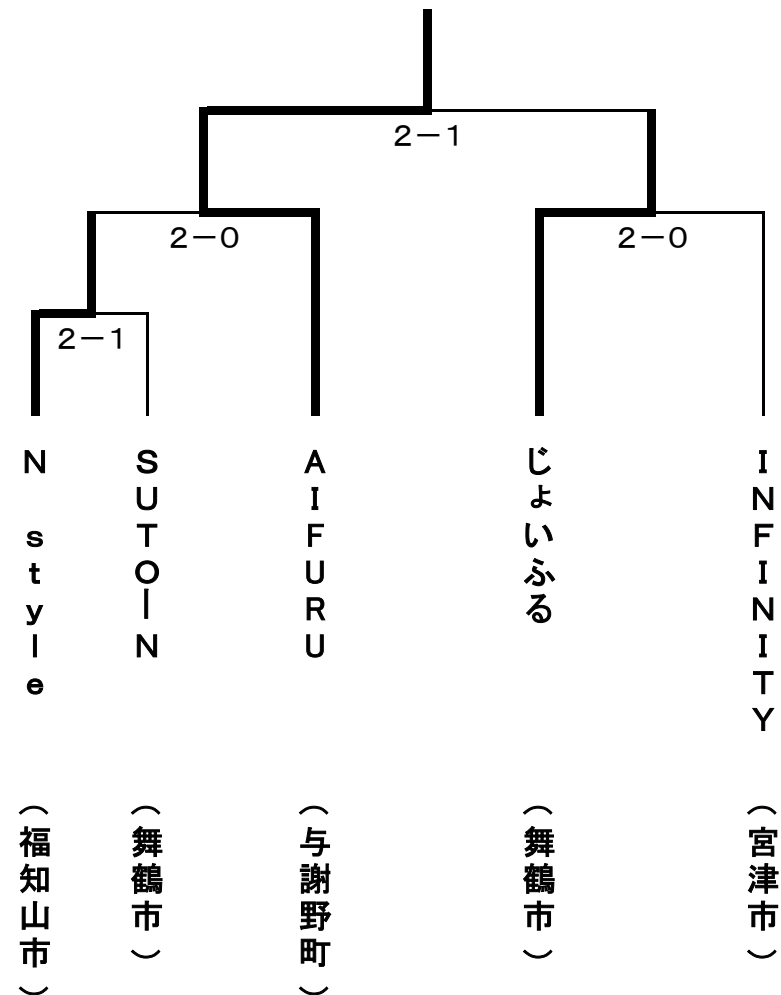 2－1
2－0
2－0
2－1
N style （福知山市）
SUTOーN （舞鶴市）
AIFURU （与謝野町）
じょいふる （舞鶴市）
INFINITY （宮津市）